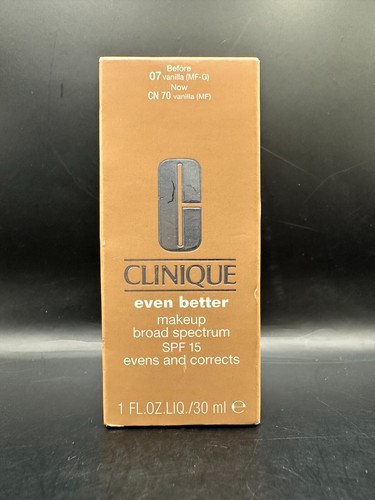 Before
07 vanilla (MF-G)
Now
CN 70 vanilla (MF)
C
CLINIQUE
even better
makeup
broad spectrum
SPF 15
evens and corrects
1 FL.OZ.LIQ./30 ml ℮